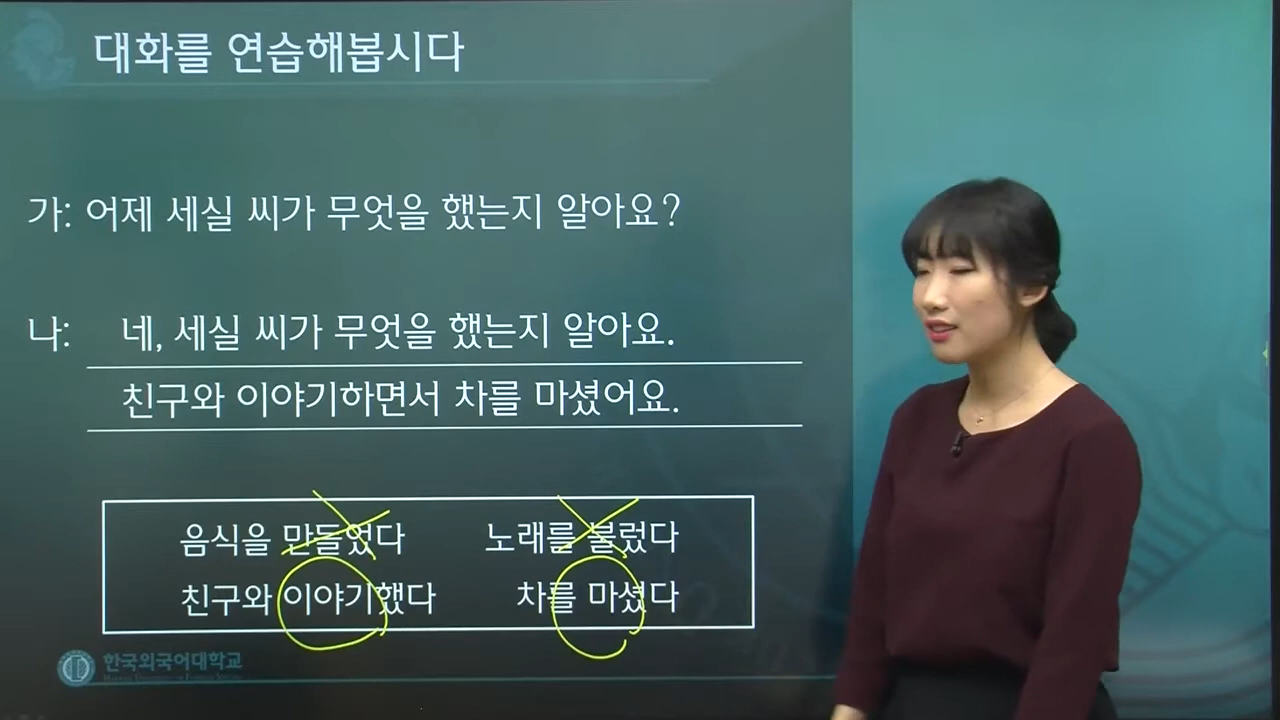 대화를 연습해봅시다
가: 어제 세실 씨가 무엇을 했는지 알아요?
나: 네, 세실 씨가 무엇을 했는지 알아요.
친구와 이야기하면서 차를 마셨어요.
음식을 만들었다 노래를 불렀다
친구와 이야기했다 차를 마셨다
한국외국어대학교